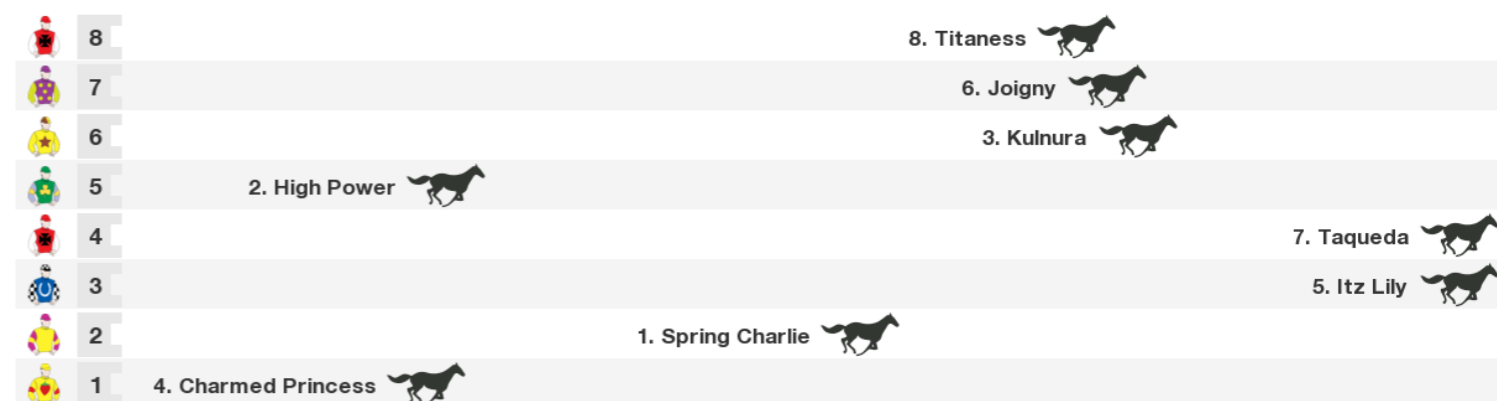 8 8. Titaness
7 6. Joigny
6 3. Kulnura
5 2. High Power
4 7. Taqueda
3 5. Itz Lily
2 1. Spring Charlie
1 4. Charmed Princess